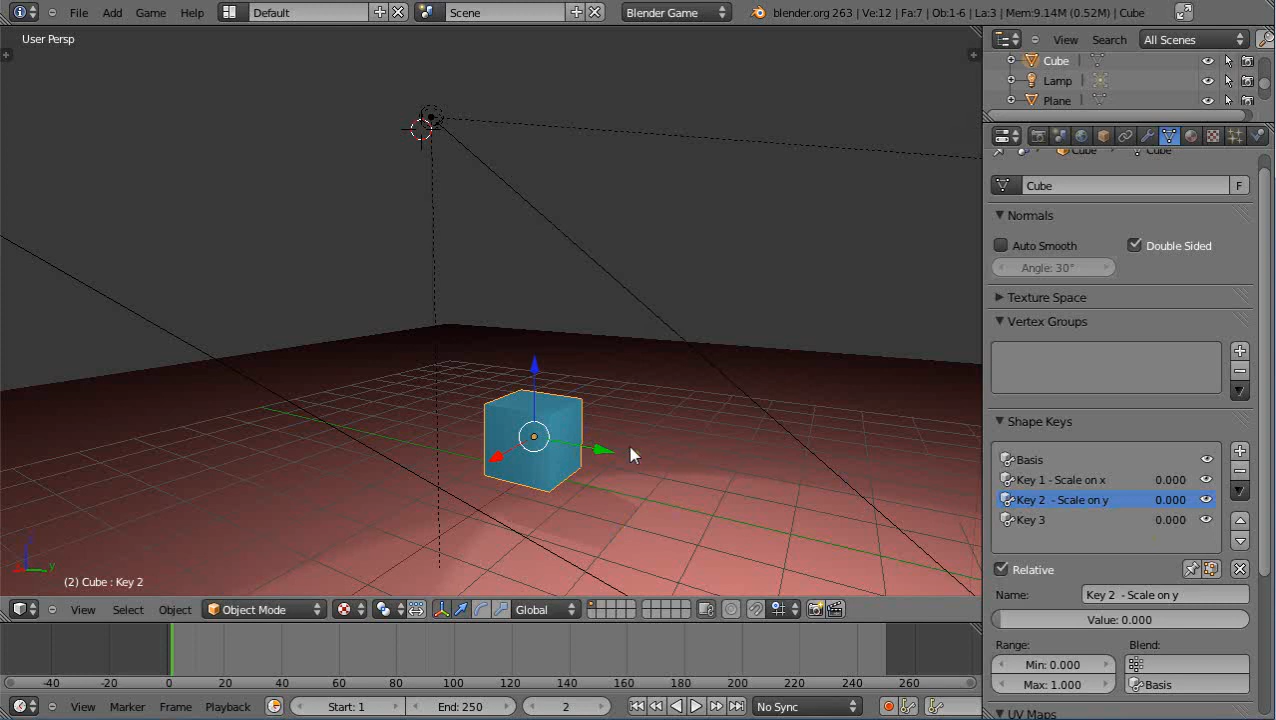 File Add Game Help Default Scene Blender Game blender.org 263 | Ve:12 | Fa:7 | Ob:1-6 | La:3 | Mem:9.14M (0.52M) | Cube
User Persp
View Search All Scenes
Cube
Lamp
Plane
Cube Cube
Cube F
Normals
Auto Smooth Double Sided
Angle: 30°
Texture Space
Vertex Groups
Shape Keys
Basis
Key 1 - Scale on x 0.000
Key 2 - Scale on y 0.000
Key 3 0.000
Relative
Name: Key 2 - Scale on y
Value: 0.000
Range: Blend:
Min: 0.000
Max: 1.000 Basis
UV Maps
z
x y
(2) Cube : Key 2
View Select Object Object Mode Global
-40 -20 0 20 40 60 80 100 120 140 160 180 200 220 240 260
View Marker Frame Playback Start: 1 End: 250 2 No Sync